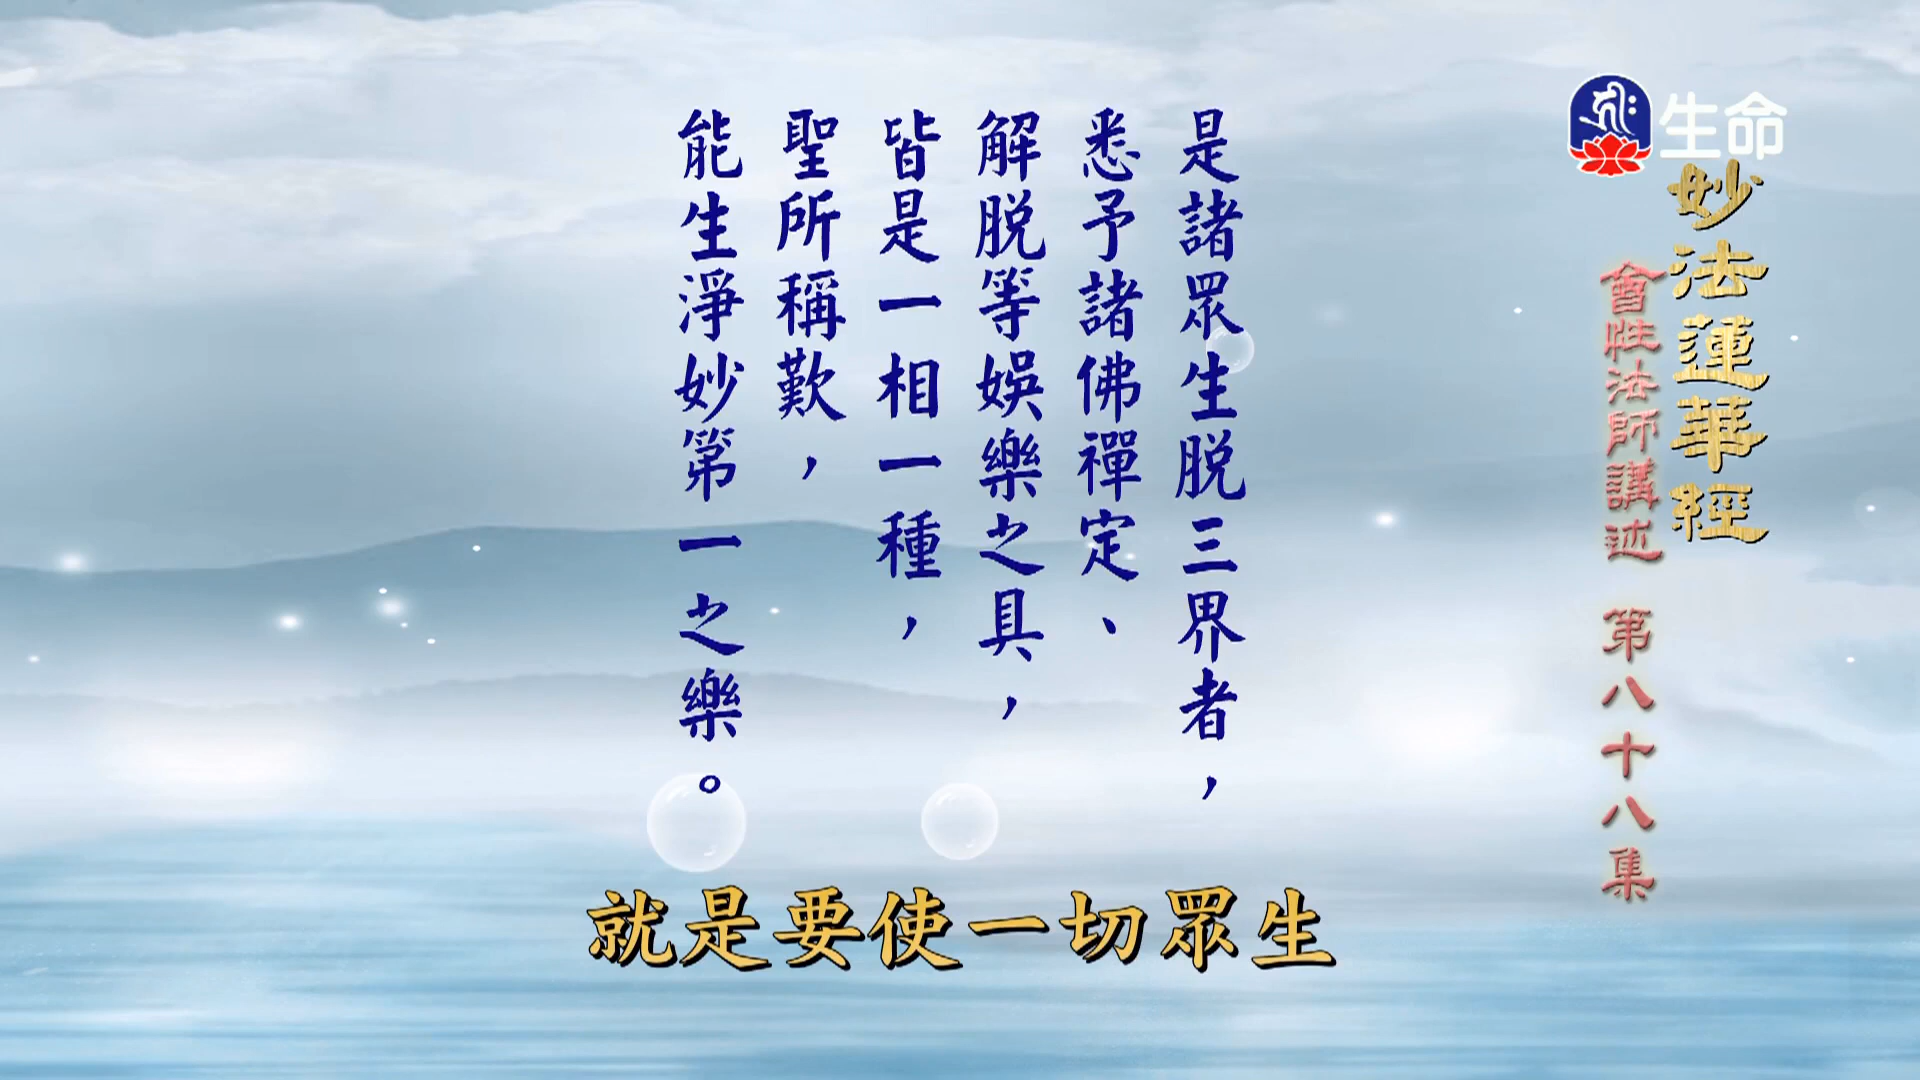 生命
妙法蓮華經
會性法師講述 第八十八集
是諸眾生脫三界者，
悉予諸佛禪定、
解脫等娛樂之具，
皆是一相一種，
聖所稱歎，
能生淨妙第一之樂。
就是要使一切眾生